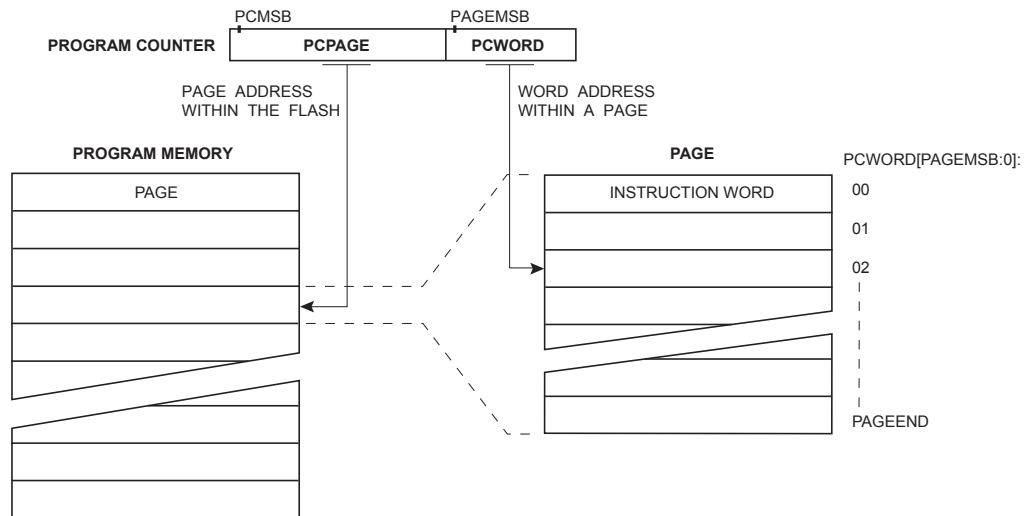 PCMSB
PAGEMSB
PROGRAM COUNTER
PCPAGE
PCWORD
PAGE ADDRESS
WITHIN THE FLASH
WORD ADDRESS
WITHIN A PAGE
PROGRAM MEMORY
PAGE
PCWORD[PAGEMSB:0]:
PAGE
INSTRUCTION WORD
00
01
02
PAGEEND